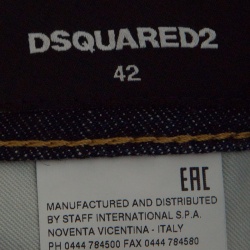 DSQUARED2
42
EAC
MANUFACTURED AND DISTRIBUTED
BY STAFF INTERNATIONAL S.P.A.
NOVENTA VICENTINA - ITALY
PH 0444 784500 FAX 0444 784580